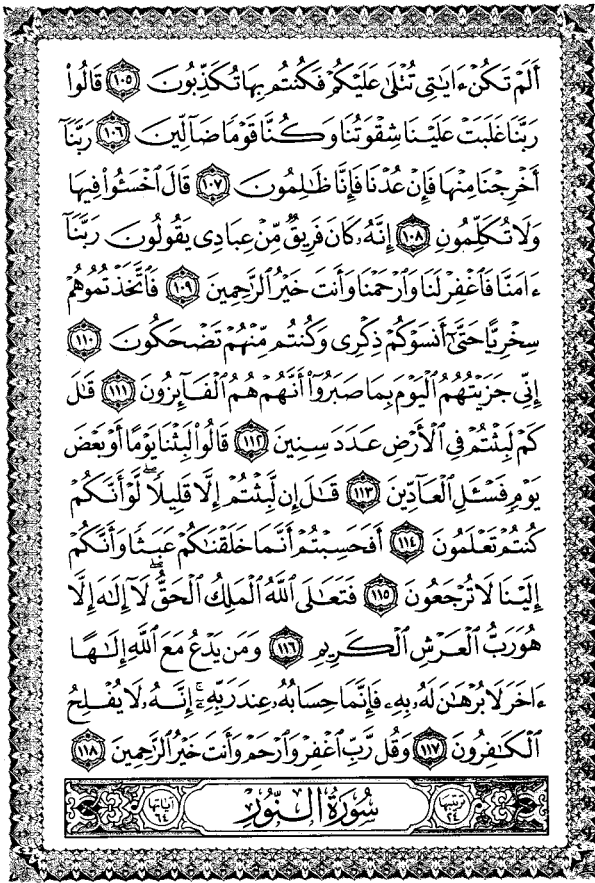 أَلَمْ تَكُنْ ءَايَـٰتِى تُتْلَىٰ عَلَيْكُمْ فَكُنتُم بِهَا تُكَذِّبُونَ ١٠٥ قَالُوا۟
رَبَّنَا غَلَبَتْ عَلَيْنَا شِقْوَتُنَا وَكُنَّا قَوْمًا ضَآلِّينَ ١٠٦ رَبَّنَآ
أَخْرِجْنَا مِنْهَا فَإِنْ عُدْنَا فَإِنَّا ظَـٰلِمُونَ ١٠٧ قَالَ ٱخْسَـُٔوا۟ فِيهَا
وَلَا تُكَلِّمُونِ ١٠٨ إِنَّهُۥ كَانَ فَرِيقٌ مِّنْ عِبَادِى يَقُولُونَ رَبَّنَآ
ءَامَنَّا فَٱغْفِرْ لَنَا وَٱرْحَمْنَا وَأَنتَ خَيْرُ ٱلرَّٰحِمِينَ ١٠٩ فَٱتَّخَذْتُمُوهُمْ
سِخْرِيًّا حَتَّىٰٓ أَنسَوْكُمْ ذِكْرِى وَكُنتُم مِّنْهُمْ تَضْحَكُونَ ١١٠
إِنِّى جَزَيْتُهُمُ ٱلْيَوْمَ بِمَا صَبَرُوٓا۟ أَنَّهُمْ هُمُ ٱلْفَآئِزُونَ ١١١ قَـٰلَ
كَمْ لَبِثْتُمْ فِى ٱلْأَرْضِ عَدَدَ سِنِينَ ١١٢ قَالُوا۟ لَبِثْنَا يَوْمًا أَوْ بَعْضَ
يَوْمٍ فَسْـَٔلِ ٱلْعَآدِّينَ ١١٣ قَـٰلَ إِن لَّبِثْتُمْ إِلَّا قَلِيلًا ۖ لَّوْ أَنَّكُمْ
كُنتُمْ تَعْلَمُونَ ١١٤ أَفَحَسِبْتُمْ أَنَّمَا خَلَقْنَـٰكُمْ عَبَثًا وَأَنَّكُمْ
إِلَيْنَا لَا تُرْجَعُونَ ١١٥ فَتَعَـٰلَى ٱللَّهُ ٱلْمَلِكُ ٱلْحَقُّ ۖ لَآ إِلَـٰهَ إِلَّا
هُوَ رَبُّ ٱلْعَرْشِ ٱلْكَرِيمِ ١١٦ وَمَن يَدْعُ مَعَ ٱللَّهِ إِلَـٰهًا
ءَاخَرَ لَا بُرْهَـٰنَ لَهُۥ بِهِۦ فَإِنَّمَا حِسَابُهُۥ عِندَ رَبِّهِۦٓ ۚ إِنَّهُۥ لَا يُفْلِحُ
ٱلْكَـٰفِرُونَ ١١٧ وَقُل رَّبِّ ٱغْفِرْ وَٱرْحَمْ وَأَنتَ خَيْرُ ٱلرَّٰحِمِينَ ١١٨
ترتيبها ٢٤ سُورَةُ النُّورِ آياتها ٦٤